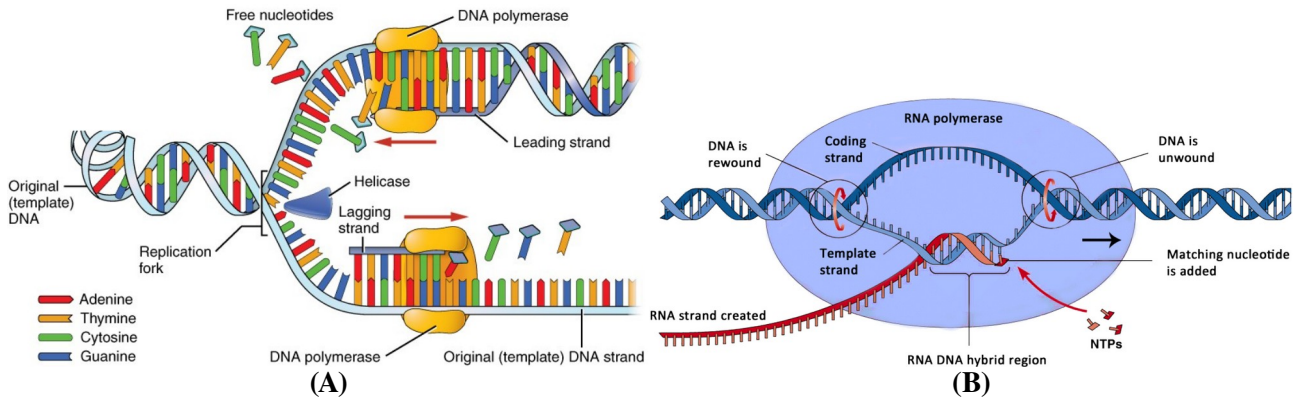 Free nucleotides
DNA polymerase
Leading strand
Original
(template)
DNA
Helicase
Lagging
strand
Replication
fork
Adenine
Thymine
Cytosine
Guanine
DNA polymerase
Original (template) DNA strand
(A)
RNA polymerase
DNA is
rewound
Coding
strand
DNA is
unwound
Template
strand
Matching nucleotide
is added
RNA strand created
NTPs
RNA DNA hybrid region
(B)